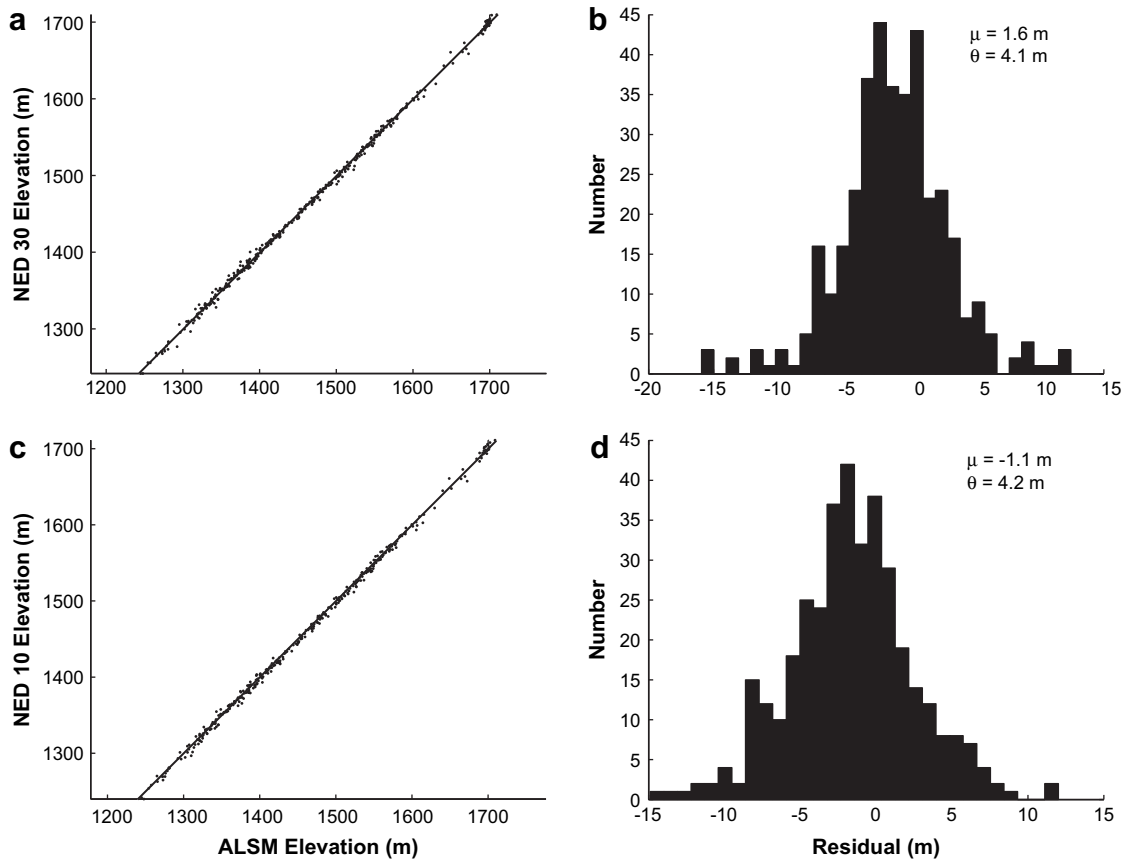 a
1700
1600
1500
1400
1300
1200 1300 1400 1500 1600 1700
NED 30 Elevation (m)
b
45
40
35
30
25
20
15
10
5
0
-20 -15 -10 -5 0 5 10 15
Number
μ = 1.6 m
θ = 4.1 m
c
1700
1600
1500
1400
1300
1200 1300 1400 1500 1600 1700
NED 10 Elevation (m)
ALSM Elevation (m)
d
45
40
35
30
25
20
15
10
5
0
-15 -10 -5 0 5 10 15
Number
Residual (m)
μ = -1.1 m
θ = 4.2 m